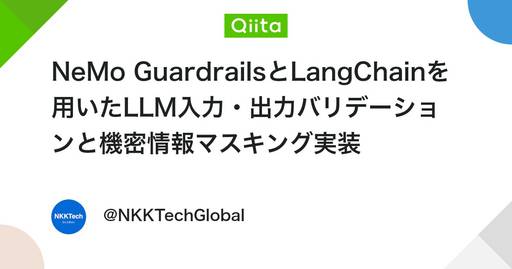 Qiita
NeMo GuardrailsとLangChainを
用いたLLM入力・出力バリデーショ
ンと機密情報マスキング実装
NKKTech
@NKKTechGlobal